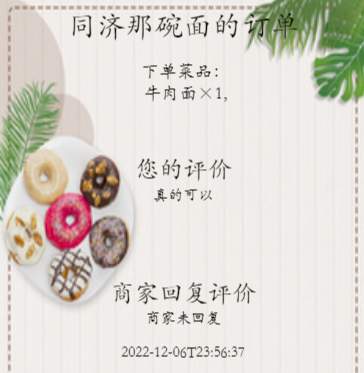 同济那碗面的订单
下单菜品：
牛肉面×1,
您的评价
真的可以
商家回复评价
商家未回复
2022-12-06T23:56:37